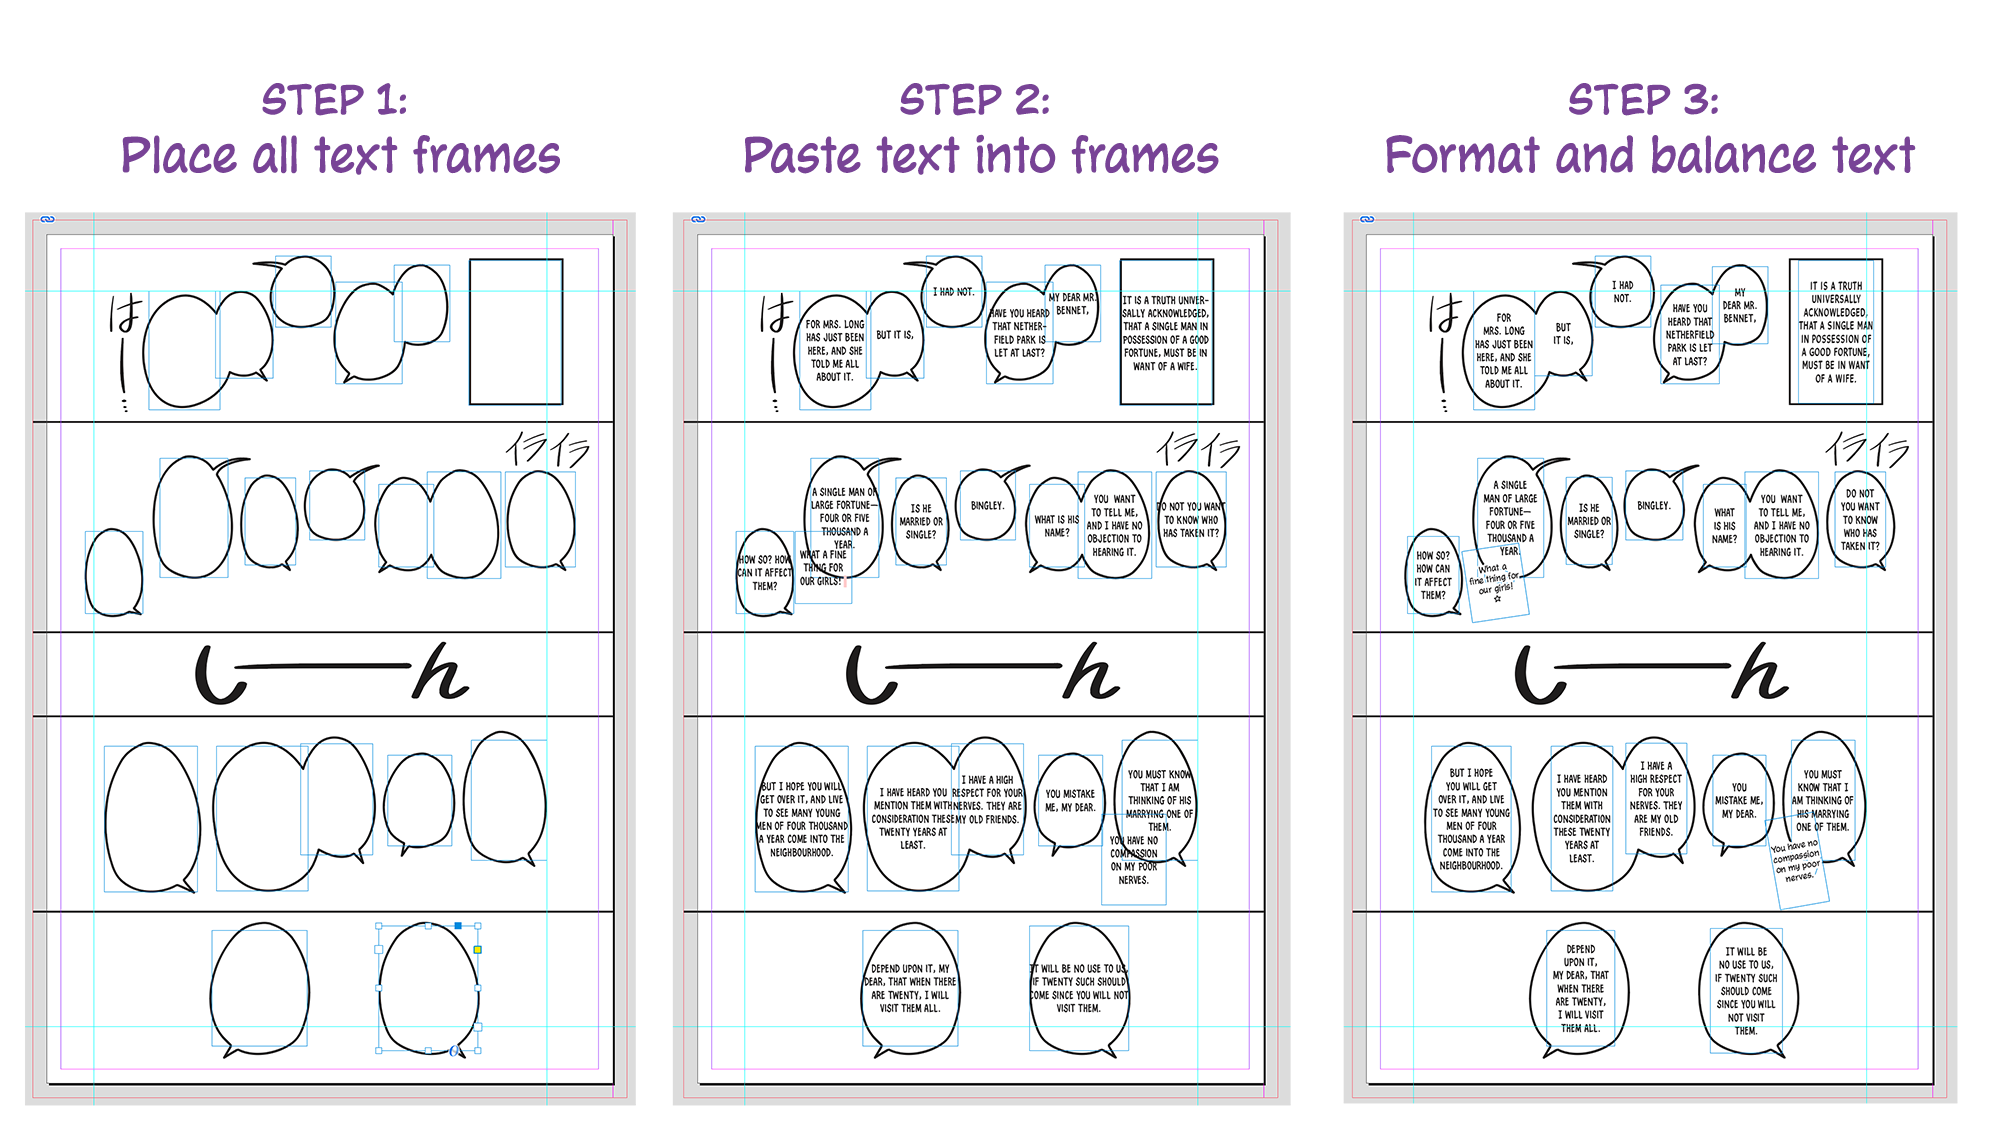 STEP 1:
Place all text frames
は
ー
…
イライラ
しーん
STEP 2:
Paste text into frames
IT IS A TRUTH UNIVER-
SALLY ACKNOWLEDGED,
THAT A SINGLE MAN IN
POSSESSION OF A GOOD
FORTUNE, MUST BE IN
WANT OF A WIFE.
MY DEAR MR.
BENNET,
HAVE YOU HEARD
THAT NETHER-
FIELD PARK IS
LET AT LAST?
I HAD NOT.
BUT IT IS,
FOR MRS. LONG
HAS JUST BEEN
HERE, AND SHE
TOLD ME ALL
ABOUT IT.
は
ー
…
イライラ
DO NOT YOU WANT
TO KNOW WHO
HAS TAKEN IT?
YOU WANT
TO TELL ME,
AND I HAVE NO
OBJECTION TO
HEARING IT.
WHAT IS HIS
NAME?
BINGLEY.
IS HE
MARRIED OR
SINGLE?
A SINGLE MAN OF
LARGE FORTUNE—
FOUR OR FIVE
THOUSAND A
YEAR.
WHAT A FINE
THING FOR
OUR GIRLS!
HOW SO? HOW
CAN IT AFFECT
THEM?
しーん
YOU MUST KNOW
THAT I AM
THINKING OF HIS
MARRYING ONE OF
THEM.
YOU HAVE NO
COMPASSION
ON MY POOR
NERVES.
YOU MISTAKE
ME, MY DEAR.
I HAVE A HIGH
RESPECT FOR YOUR
NERVES. THEY ARE
MY OLD FRIENDS.
I HAVE HEARD YOU
MENTION THEM WITH
CONSIDERATION THESE
TWENTY YEARS AT
LEAST.
BUT I HOPE YOU WILL
GET OVER IT, AND LIVE
TO SEE MANY YOUNG
MEN OF FOUR THOUSAND
A YEAR COME INTO THE
NEIGHBOURHOOD.
IT WILL BE NO USE TO US,
IF TWENTY SUCH SHOULD
COME SINCE YOU WILL NOT
VISIT THEM.
DEPEND UPON IT, MY
DEAR, THAT WHEN THERE
ARE TWENTY, I WILL
VISIT THEM ALL.
STEP 3:
Format and balance text
IT IS A TRUTH
UNIVERSALLY
ACKNOWLEDGED,
THAT A SINGLE MAN
IN POSSESSION OF
A GOOD FORTUNE,
MUST BE IN WANT
OF A WIFE.
MY
DEAR MR.
BENNET,
HAVE YOU
HEARD THAT
NETHERFIELD
PARK IS LET
AT LAST?
I HAD
NOT.
BUT
IT IS,
FOR
MRS. LONG
HAS JUST BEEN
HERE, AND SHE
TOLD ME ALL
ABOUT IT.
は
ー
…
イライラ
DO NOT
YOU WANT
TO KNOW
WHO HAS
TAKEN IT?
YOU WANT
TO TELL ME,
AND I HAVE NO
OBJECTION TO
HEARING IT.
WHAT
IS HIS
NAME?
BINGLEY.
IS HE
MARRIED OR
SINGLE?
A SINGLE
MAN OF LARGE
FORTUNE—
FOUR OR FIVE
THOUSAND A
YEAR.
What a
fine thing for
our girls!
☆
HOW SO?
HOW CAN
IT AFFECT
THEM?
しーん
YOU MUST
KNOW THAT I
AM THINKING OF
HIS MARRYING
ONE OF THEM.
You have no
compassion
on my poor
nerves.
YOU
MISTAKE ME,
MY DEAR.
I HAVE A
HIGH RESPECT
FOR YOUR
NERVES. THEY
ARE MY OLD
FRIENDS.
I HAVE HEARD
YOU MENTION
THEM WITH
CONSIDERATION
THESE TWENTY
YEARS AT
LEAST.
BUT I HOPE
YOU WILL GET
OVER IT, AND LIVE
TO SEE MANY YOUNG
MEN OF FOUR
THOUSAND A YEAR
COME INTO THE
NEIGHBOURHOOD.
IT WILL BE
NO USE TO US,
IF TWENTY SUCH
SHOULD COME
SINCE YOU WILL
NOT VISIT
THEM.
DEPEND
UPON IT,
MY DEAR, THAT
WHEN THERE
ARE TWENTY,
I WILL VISIT
THEM ALL.